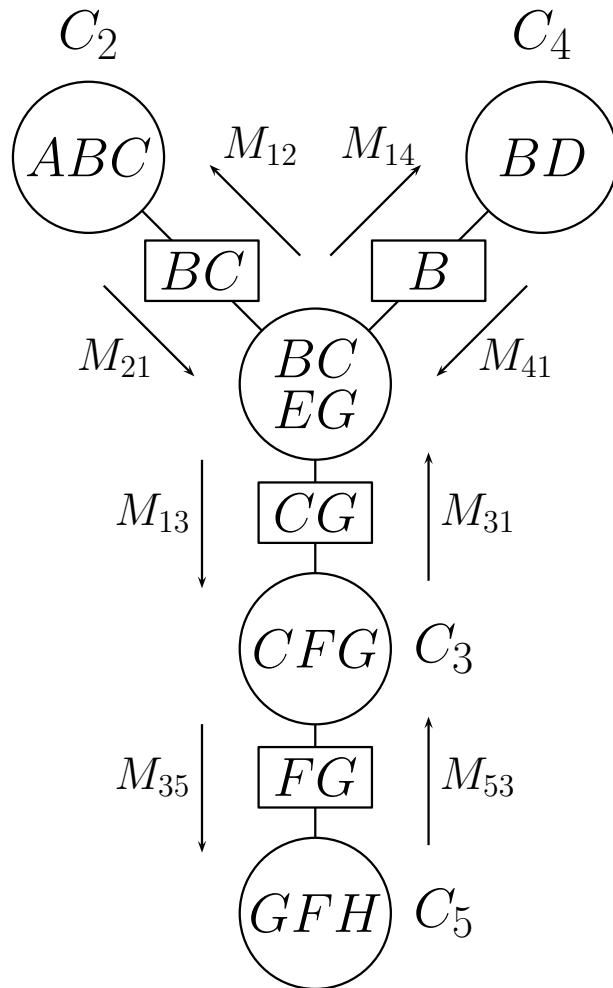 C₂
C₄
ABC
M₁₂
M₁₄
BD
BC
B
M₂₁
BC
EG
M₄₁
M₁₃
CG
M₃₁
CFG
C₃
M₃₅
FG
M₅₃
GFH
C₅